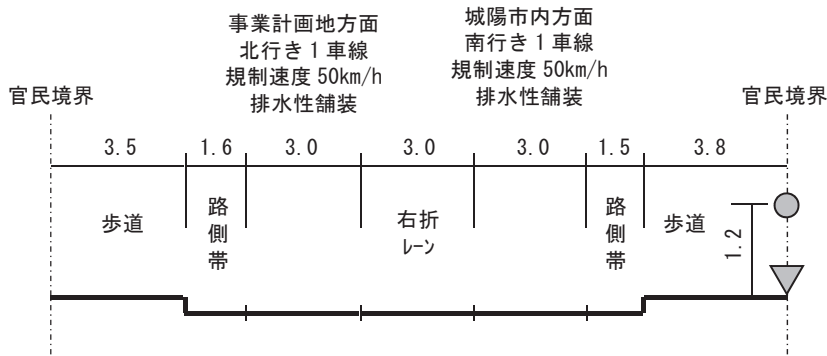 事業計画地方面
北行き1車線
規制速度 50km/h
排水性舗装
城陽市内方面
南行き1車線
規制速度 50km/h
排水性舗装
官民境界
官民境界
3.5 1.6 3.0 3.0 3.0 1.5 3.8
歩道
路側帯
右折
レーン
路側帯
歩道
1.2